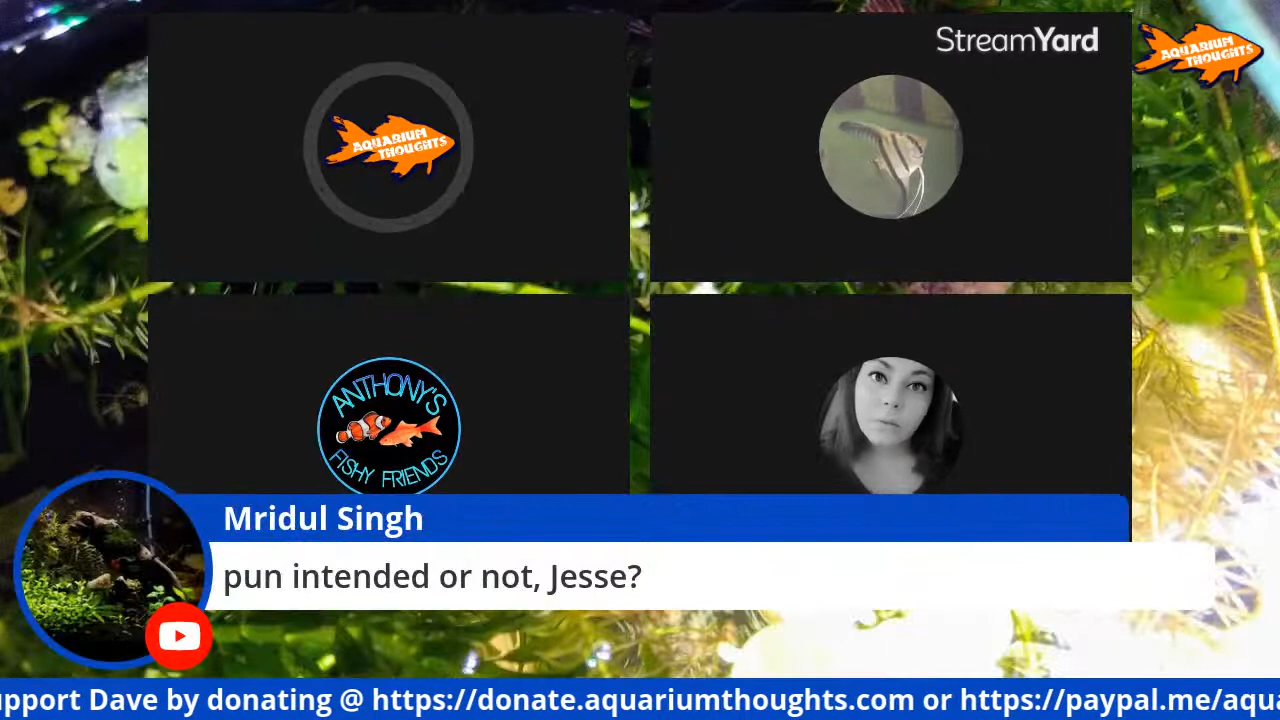 StreamYard
AQUARIUM
THOUGHTS
AQUARIUM
THOUGHTS
ANTHONY'S
FISHY FRIENDS
Mridul Singh
pun intended or not, Jesse?
upport Dave by donating @ https://donate.aquariumthoughts.com or https://paypal.me/aqua